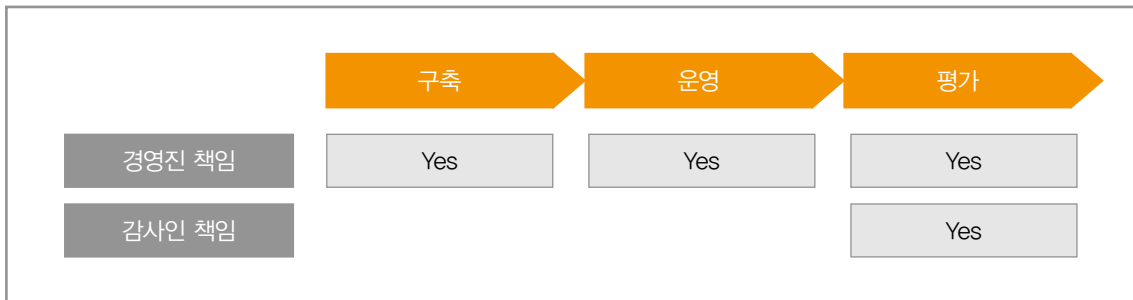 구축 운영 평가
경영진 책임 Yes Yes Yes
감사인 책임 Yes